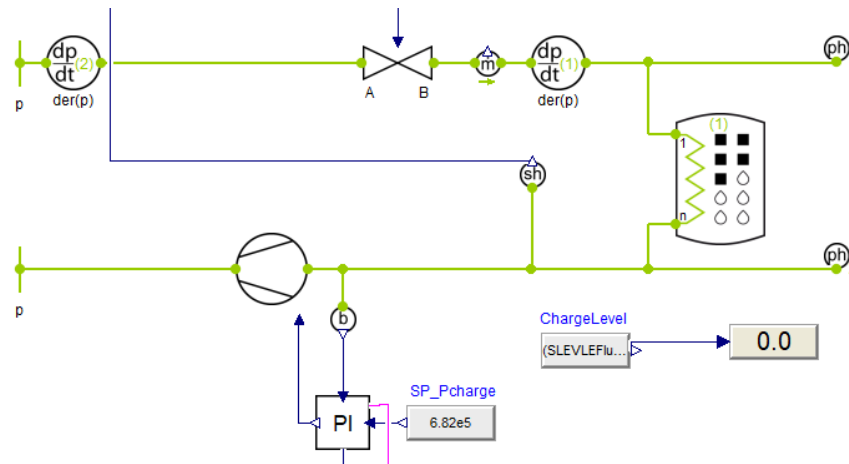 dp
dt (2)
der(p)
p
A
B
m
dp
dt (1)
der(p)
ph
(1)
1
n
sh
ph
p
b
ChargeLevel
(SLEVLEFlu...
0.0
SP_Pcharge
PI
6.82e5